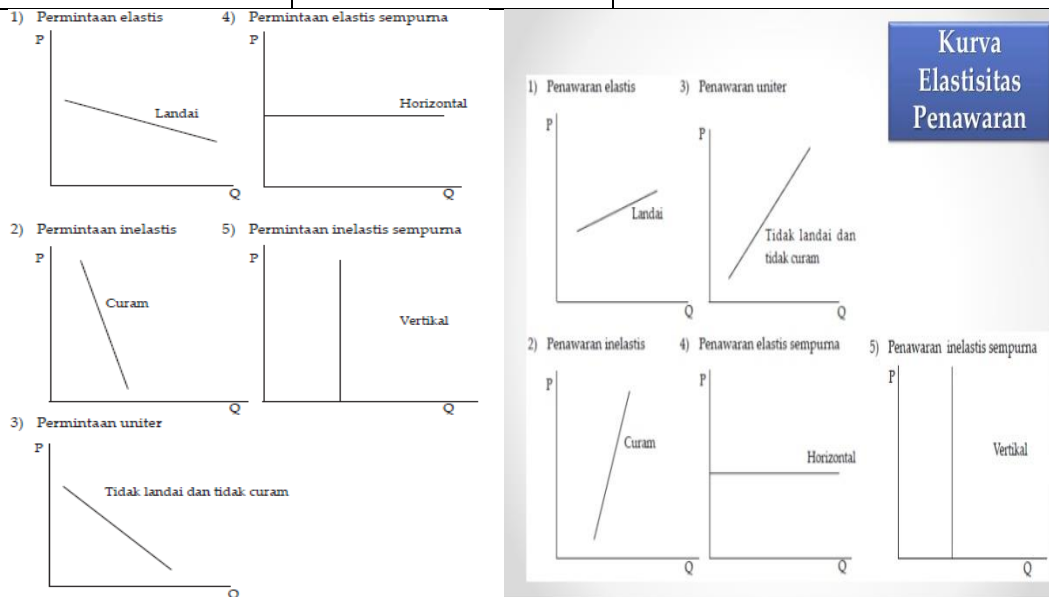 1) Permintaan elastis
P
Landai
Q
4) Permintaan elastis sempurna
P
Horizontal
Q
2) Permintaan inelastis
P
Curam
Q
5) Permintaan inelastis sempurna
P
Vertikal
Q
3) Permintaan uniter
P
Tidak landai dan tidak curam
Q
Kurva
Elastisitas
Penawaran
1) Penawaran elastis
P
Landai
Q
3) Penawaran uniter
P
Tidak landai dan
tidak curam
Q
2) Penawaran inelastis
P
Curam
Q
4) Penawaran elastis sempurna
P
Horizontal
Q
5) Penawaran inelastis sempurna
P
Vertikal
Q